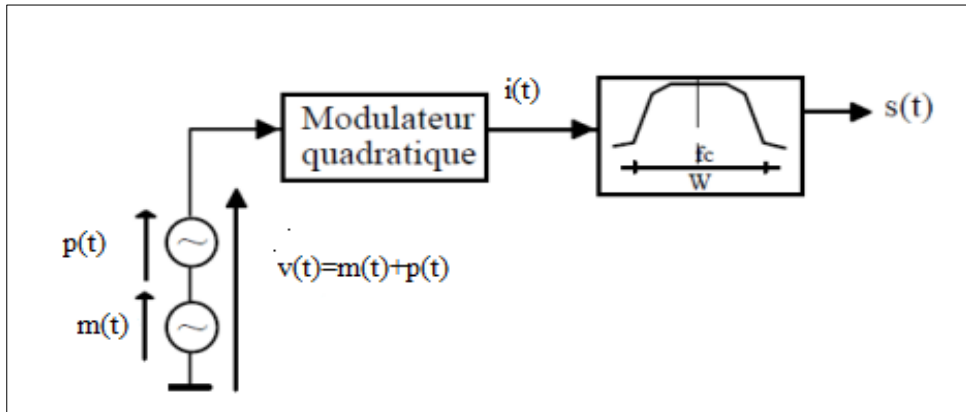 i(t)
Modulateur
quadratique
s(t)
fc
W
p(t)
v(t)=m(t)+p(t)
m(t)